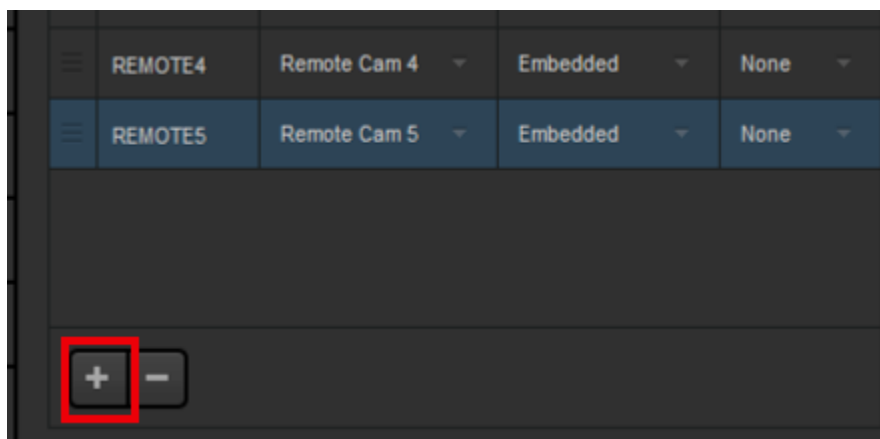 REMOTE4 Remote Cam 4 Embedded None
REMOTE5 Remote Cam 5 Embedded None
+ −